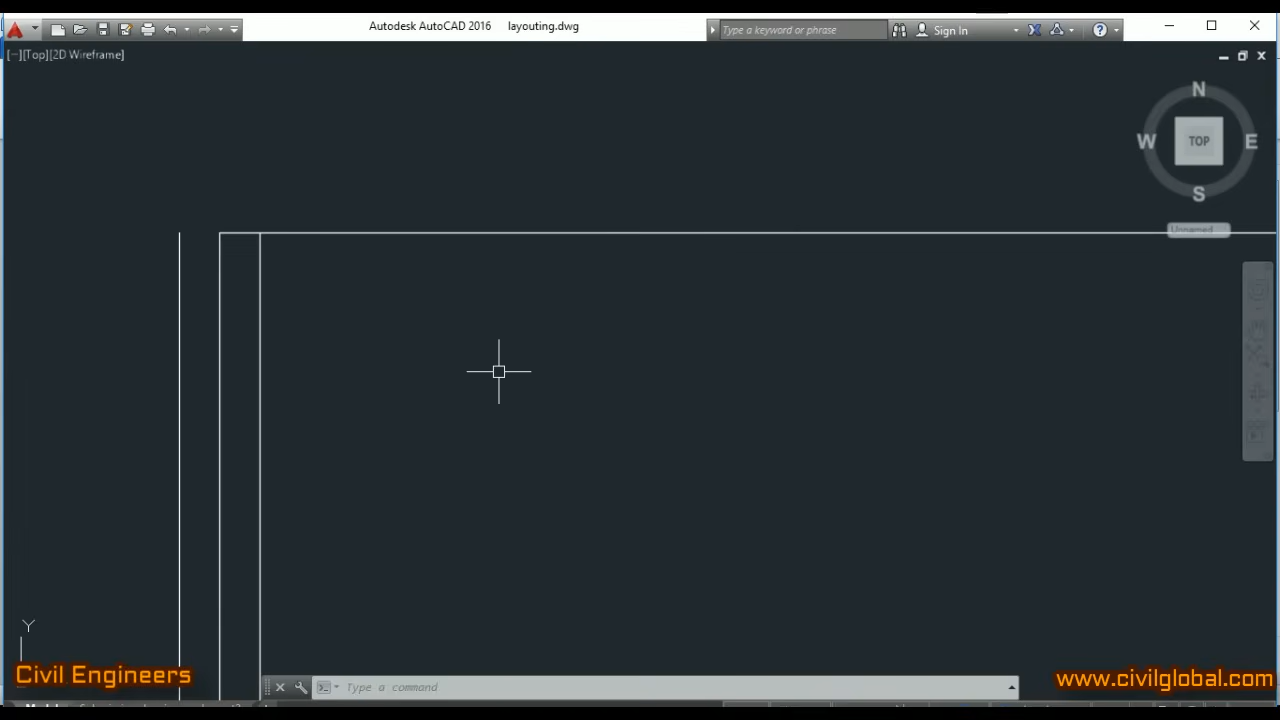 Autodesk AutoCAD 2016 layouting.dwg
Type a keyword or phrase
Sign In
?
[−][Top][2D Wireframe]
N
W
TOP
E
S
Unnamed
Y
Civil Engineers
Type a command
www.civilglobal.com